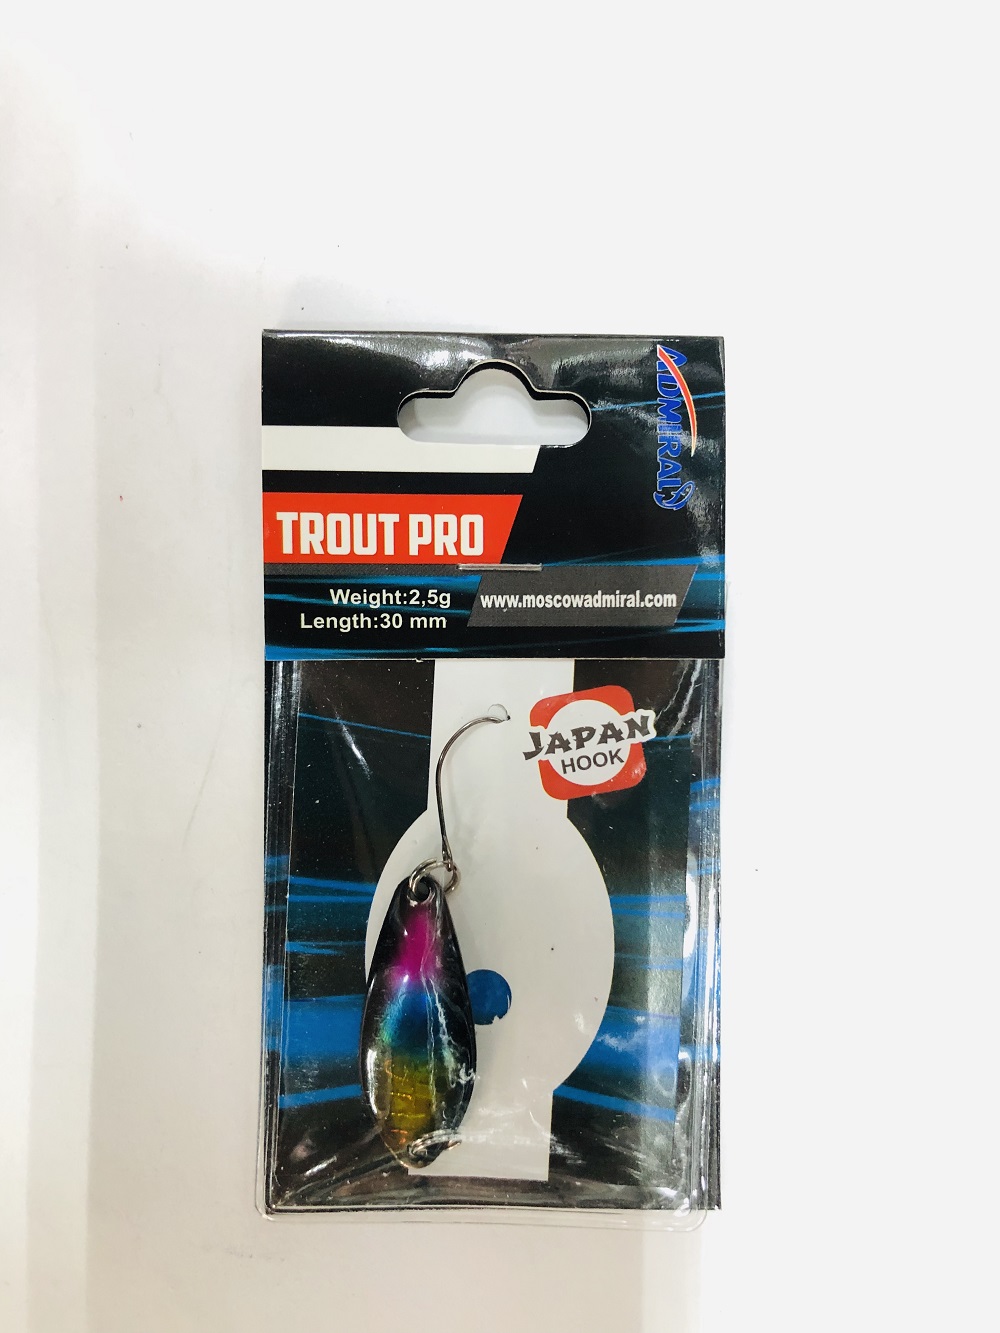 ADMIRAL
TROUT PRO
Weight:2,5g
Length:30 mm
www.moscowadmiral.com
JAPAN
HOOK